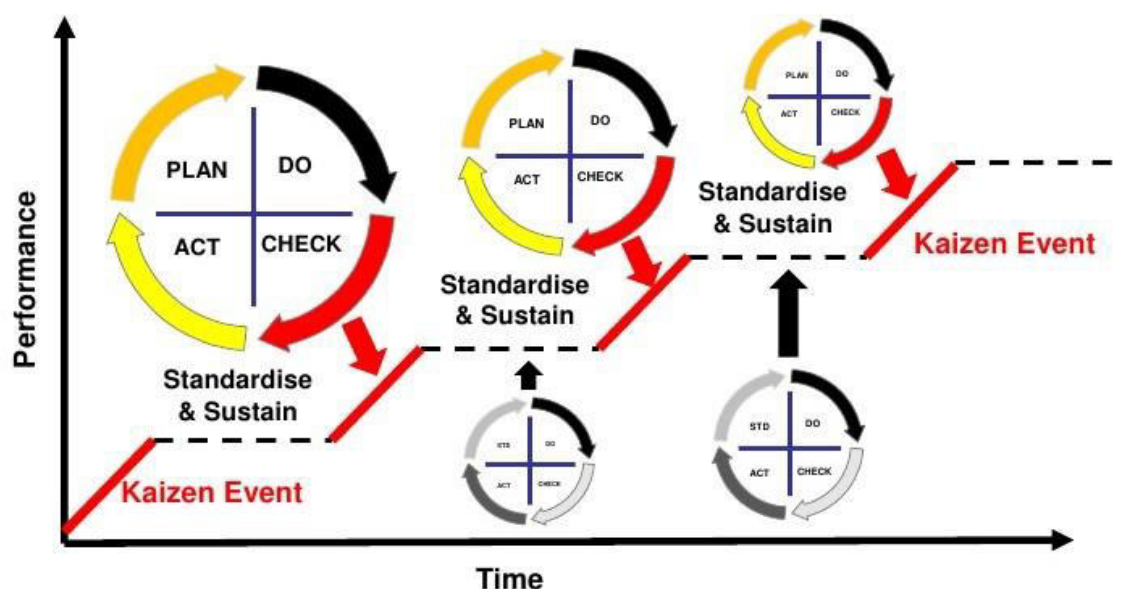 Performance
PLAN
DO
ACT
CHECK
Standardise
& Sustain
Kaizen Event
PLAN
DO
ACT
CHECK
Standardise
& Sustain
STD
DO
ACT
CHECK
PLAN
DO
ACT
CHECK
Standardise
& Sustain
Kaizen Event
STD
DO
ACT
CHECK
Time